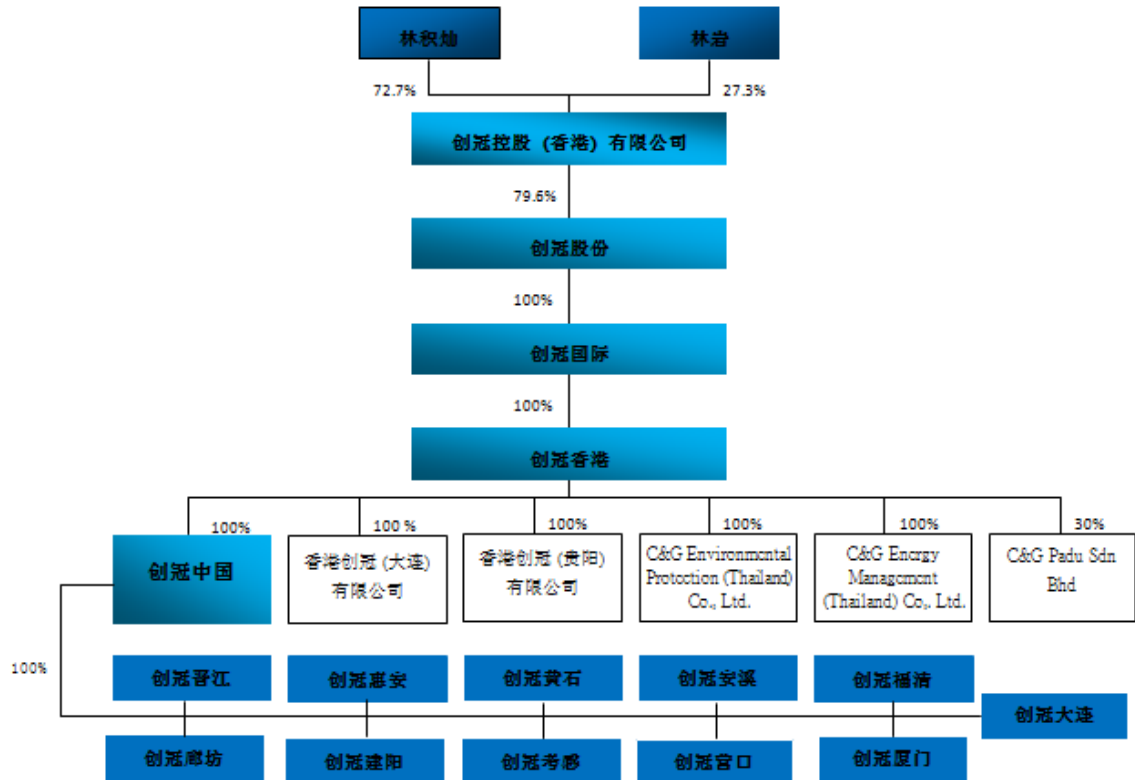 林积灿
林岩
72.7%
27.3%
创冠控股 (香港) 有限公司
79.6%
创冠股份
100%
创冠国际
100%
创冠香港
100%
100 %
100%
100%
100%
30%
创冠中国
香港创冠 (大连)
有限公司
香港创冠 (贵阳)
有限公司
C&G Environmental
Protection (Thailand)
Co., Ltd.
C&G Energy
Management
(Thailand) Co,. Ltd.
C&G Padu Sdn
Bhd
100%
创冠晋江
创冠惠安
创冠黄石
创冠安溪
创冠福清
创冠大连
创冠廊坊
创冠建阳
创冠孝感
创冠营口
创冠厦门